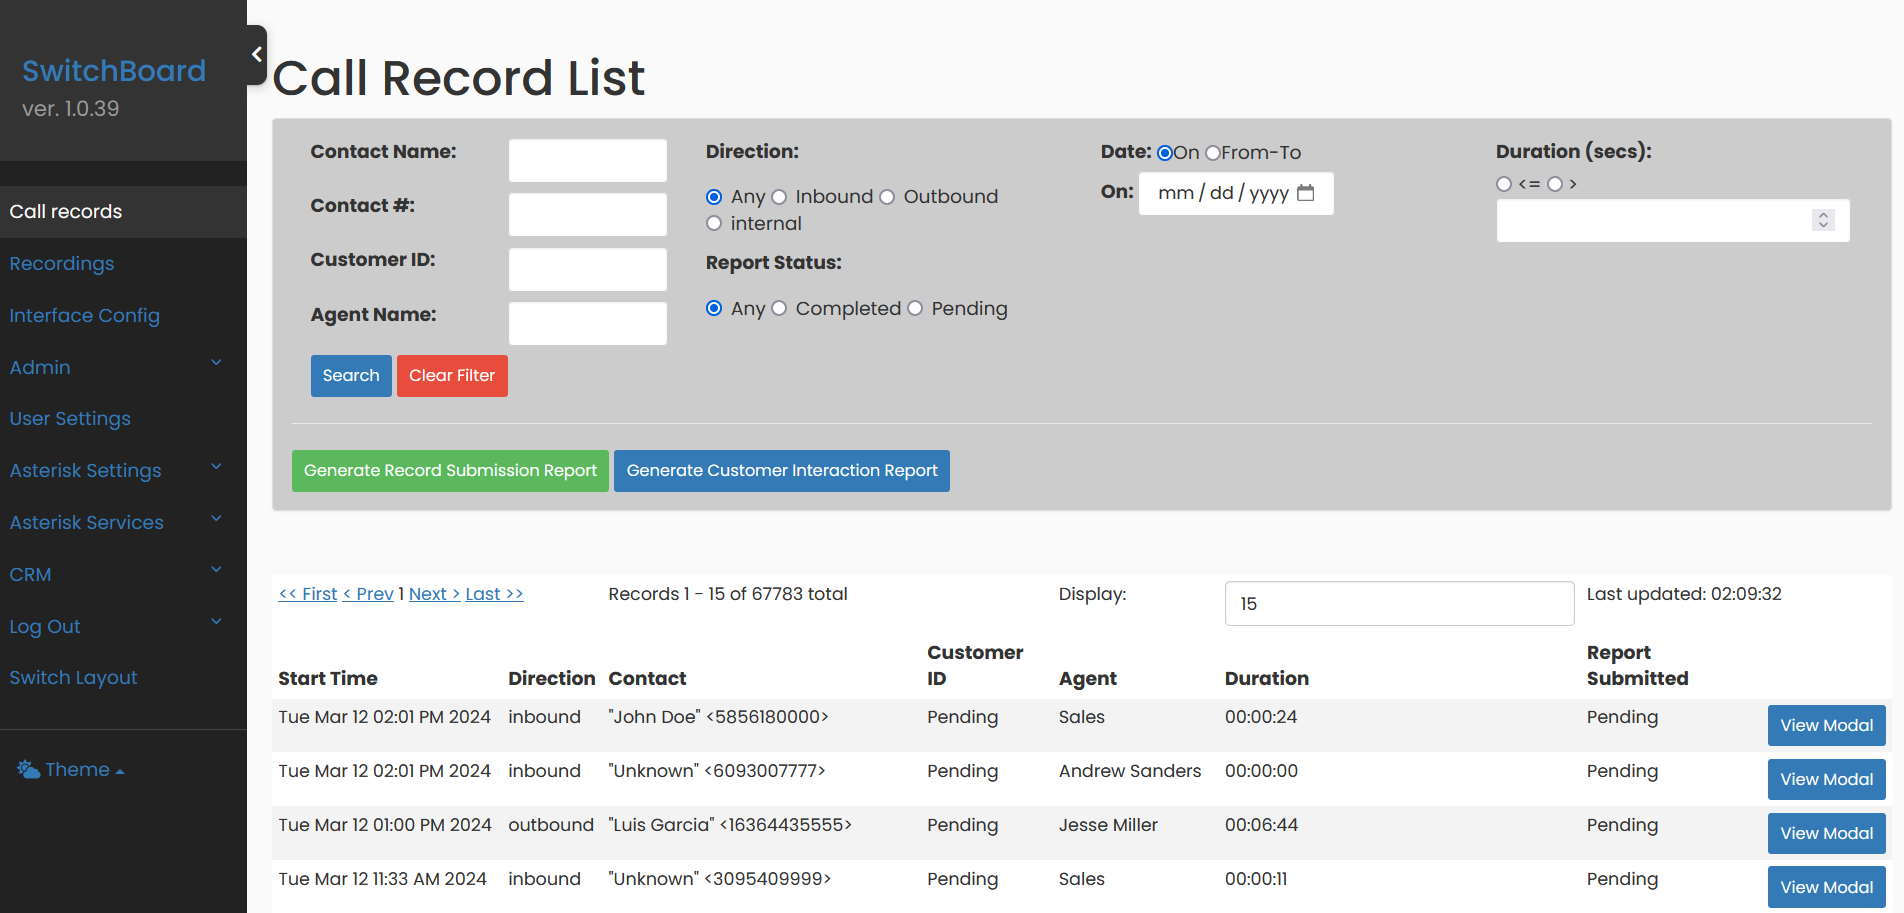 SwitchBoard
ver. 1.0.39
Call records
Recordings
Interface Config
Admin
User Settings
Asterisk Settings
Asterisk Services
CRM
Log Out
Switch Layout
Theme
Call Record List
Contact Name:
Contact #:
Customer ID:
Agent Name:
Direction:
Any Inbound Outbound
internal
Report Status:
Any Completed Pending
Date: On From-To
On: mm / dd / yyyy
Duration (secs):
<= >
Search Clear Filter
Generate Record Submission Report Generate Customer Interaction Report
<< First < Prev 1 Next > Last >> Records 1 - 15 of 67783 total Display: 15 Last updated: 02:09:32
Start Time Direction Contact Customer ID Agent Duration Report Submitted
Tue Mar 12 02:01 PM 2024 inbound "John Doe" <5856180000> Pending Sales 00:00:24 Pending View Modal
Tue Mar 12 02:01 PM 2024 inbound "Unknown" <6093007777> Pending Andrew Sanders 00:00:00 Pending View Modal
Tue Mar 12 01:00 PM 2024 outbound "Luis Garcia" <16364435555> Pending Jesse Miller 00:06:44 Pending View Modal
Tue Mar 12 11:33 AM 2024 inbound "Unknown" <3095409999> Pending Sales 00:00:11 Pending View Modal